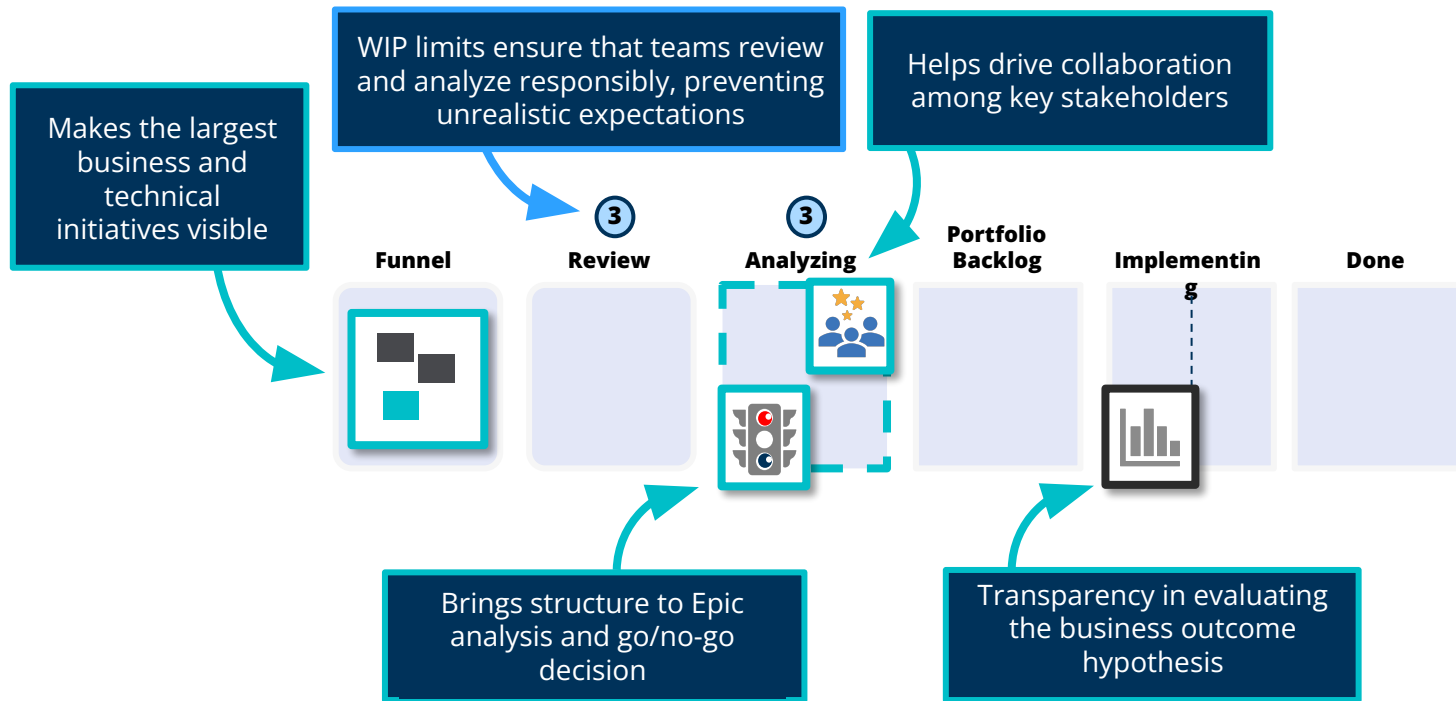 WIP limits ensure that teams review
and analyze responsibly, preventing
unrealistic expectations
Helps drive collaboration
among key stakeholders
Makes the largest
business and
technical
initiatives visible
3
3
Funnel
Review
Analyzing
Portfolio
Backlog
Implementin
g
Done
Brings structure to Epic
analysis and go/no-go
decision
Transparency in evaluating
the business outcome
hypothesis